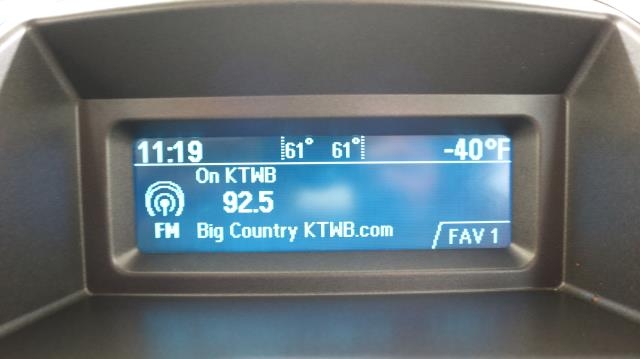 11:19 61° 61° -40°F
On KTWB
92.5
FM Big Country KTWB.com FAV 1